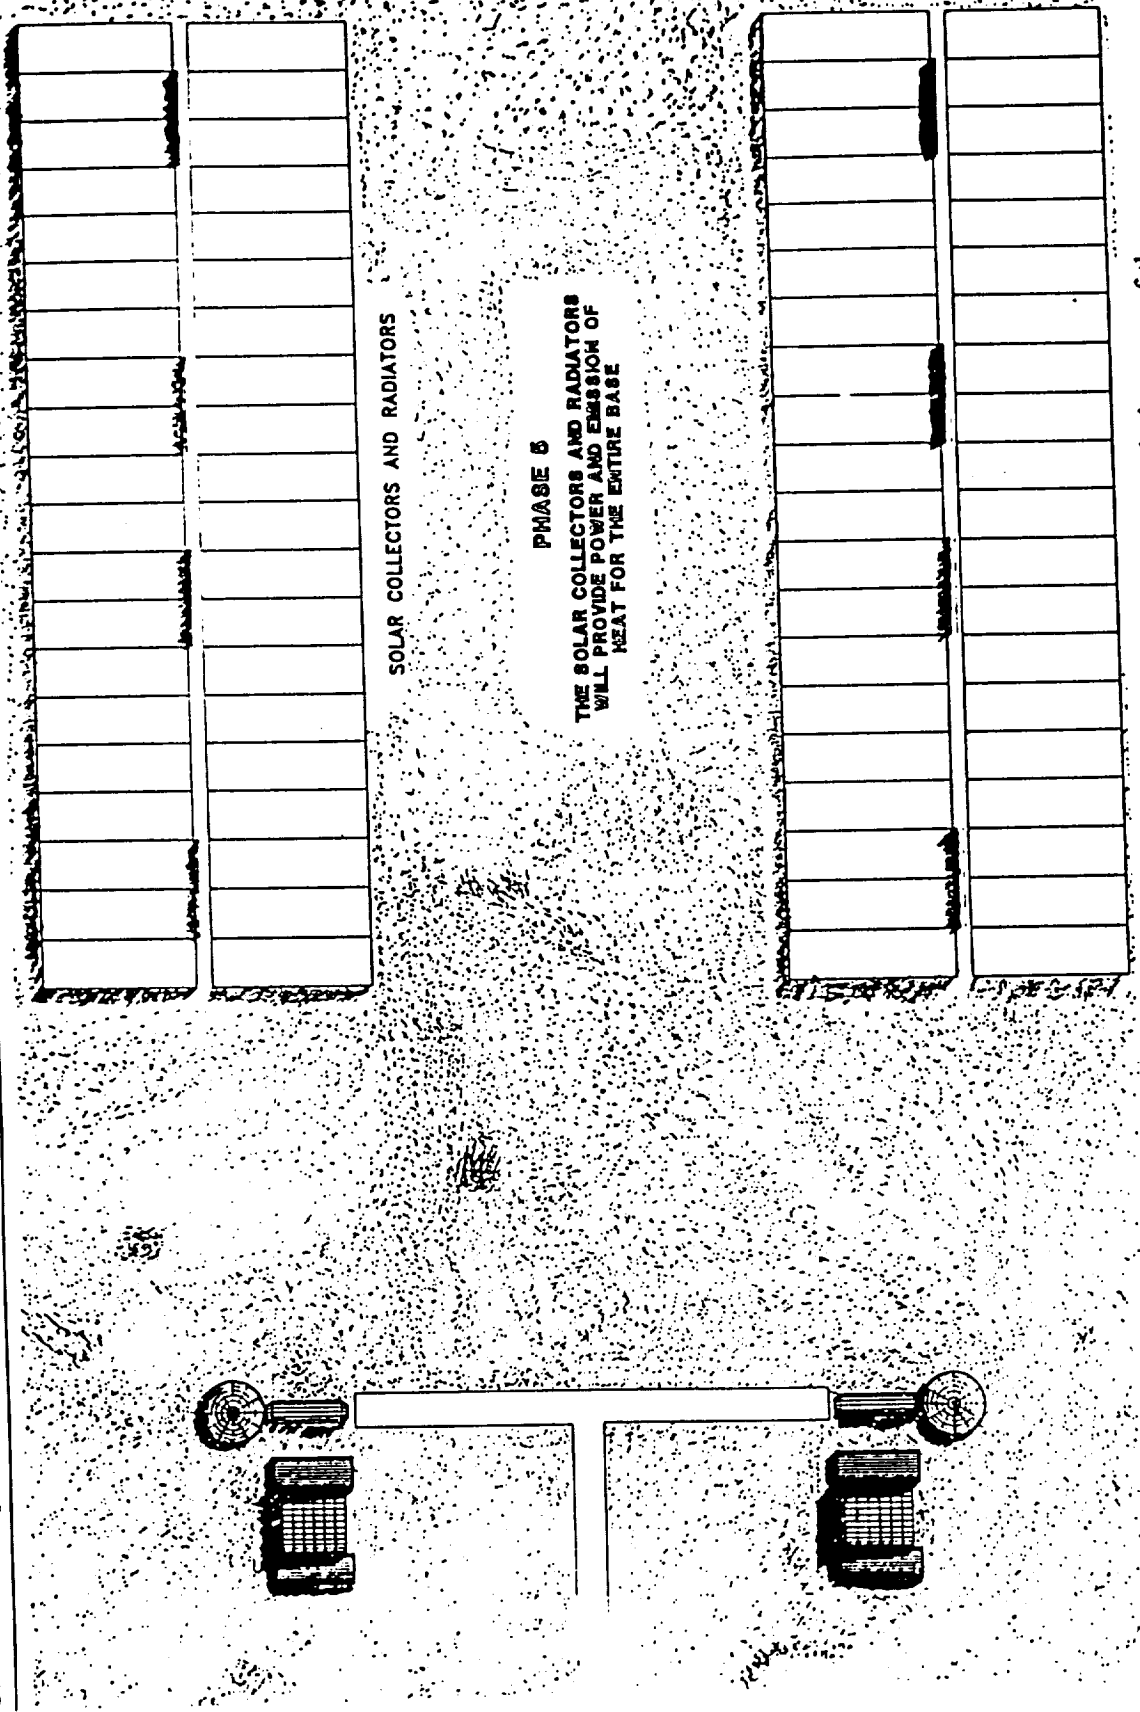 SOLAR COLLECTORS AND RADIATORS
PHASE 5
THE SOLAR COLLECTORS AND RADIATORS
WILL PROVIDE POWER AND EMISSION OF
HEAT FOR THE ENTIRE BASE